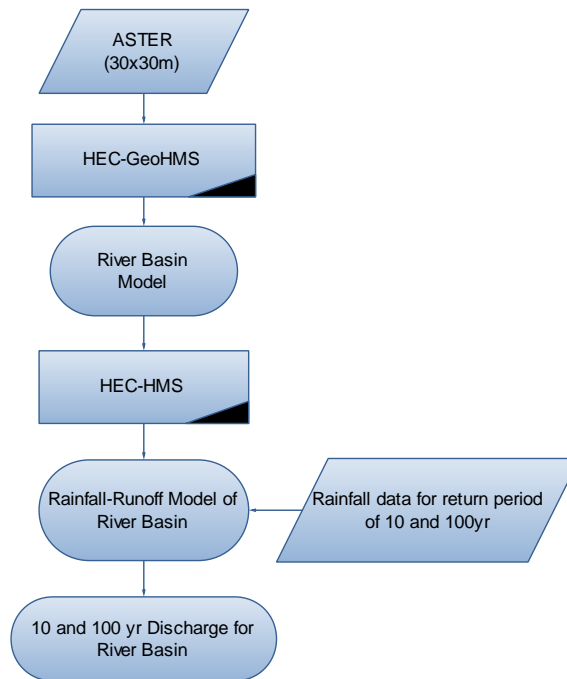 ASTER
(30x30m)
HEC-GeoHMS
River Basin
Model
HEC-HMS
Rainfall-Runoff Model of
River Basin
Rainfall data for return period
of 10 and 100yr
10 and 100 yr Discharge for
River Basin